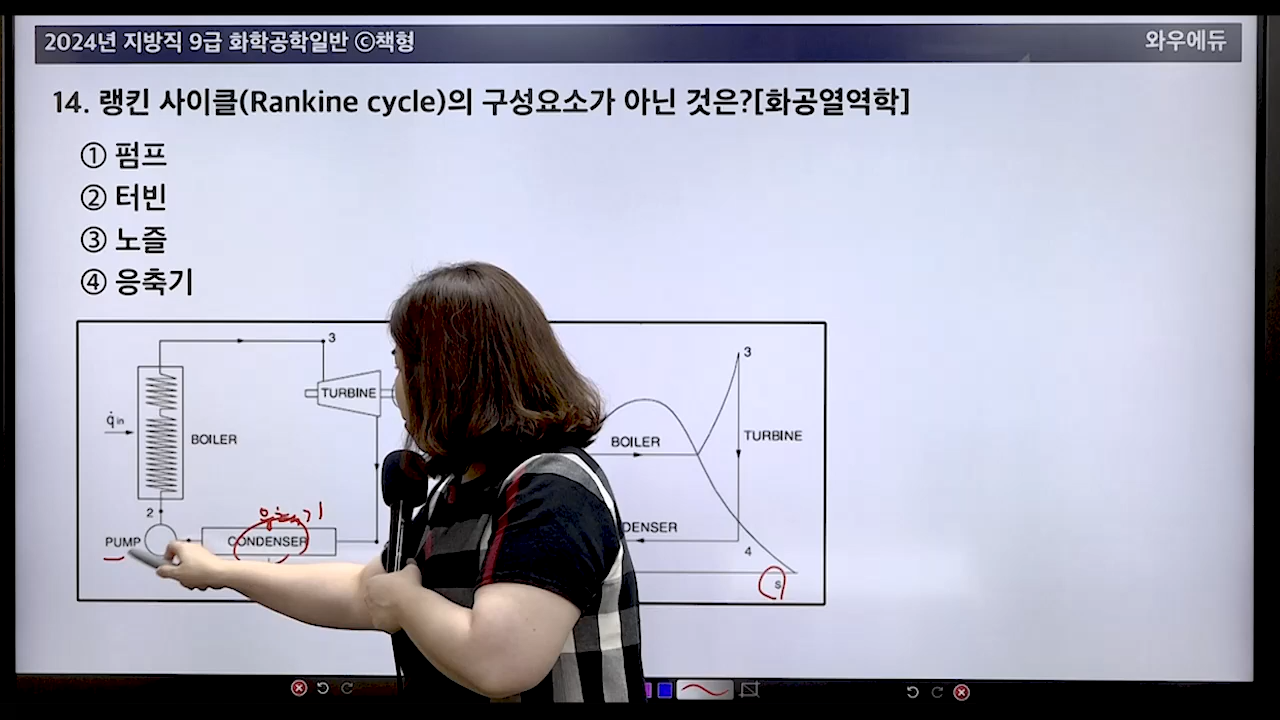 2024년 지방직 9급 화학공학일반 ⓒ책형
와우에듀
14. 랭킨 사이클(Rankine cycle)의 구성요소가 아닌 것은?[화공열역학]
① 펌프
② 터빈
③ 노즐
④ 응축기
3
TURBINE
q̇in
BOILER
2
PUMP
응축기
CONDENSER
3
BOILER
TURBINE
4
s